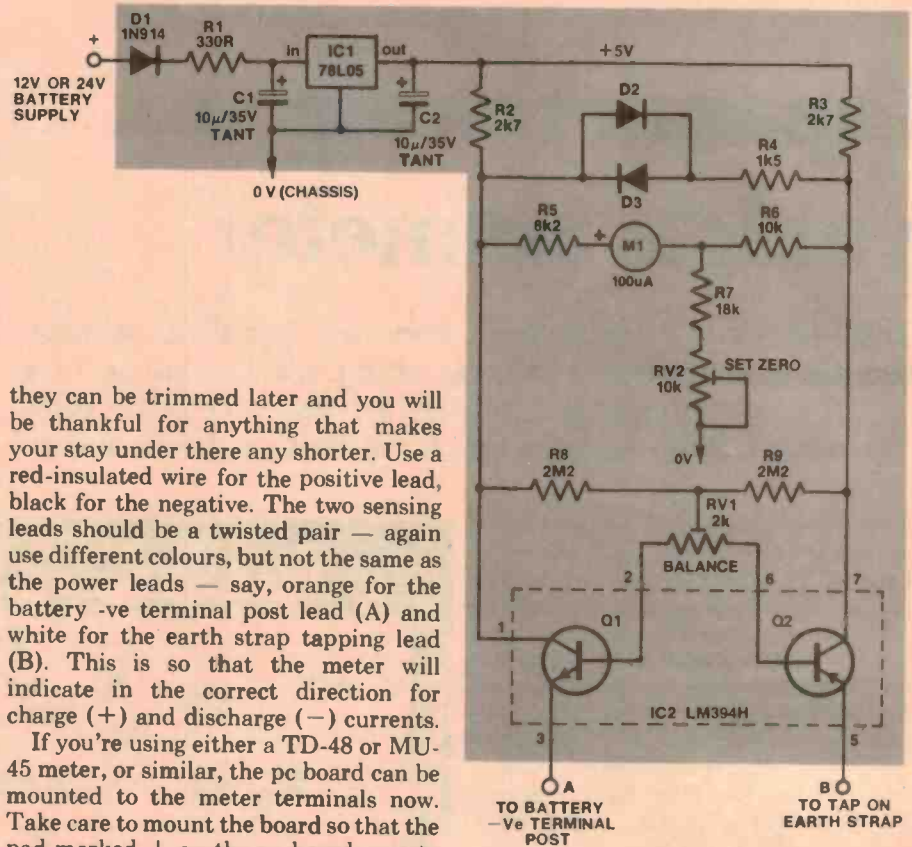 D1
1N914
R1
330R
in
IC1
78L05
out
+5V
+
12V OR 24V
BATTERY
SUPPLY
+
C1
10μ/35V
TANT
+
C2
10μ/35V
TANT
0 V (CHASSIS)
R2
2k7
D2
D3
R3
2k7
R4
1k5
R5
8k2
+
M1
100uA
R6
10k
R7
18k
RV2
10k
SET ZERO
0V
R8
2M2
R9
2M2
RV1
2k
BALANCE
2
6
7
1
Q1
Q2
IC2 LM394H
3
5
A
TO BATTERY
−Ve TERMINAL
POST
B
TO TAP ON
EARTH STRAP
they can be trimmed later and you will
be thankful for anything that makes
your stay under there any shorter. Use a
red-insulated wire for the positive lead,
black for the negative. The two sensing
leads should be a twisted pair — again
use different colours, but not the same as
the power leads — say, orange for the
battery -ve terminal post lead (A) and
white for the earth strap tapping lead
(B). This is so that the meter will
indicate in the correct direction for
charge (+) and discharge (−) currents.
If you're using either a TD-48 or MU-
45 meter, or similar, the pc board can be
mounted to the meter terminals now.
Take care to mount the board so that the